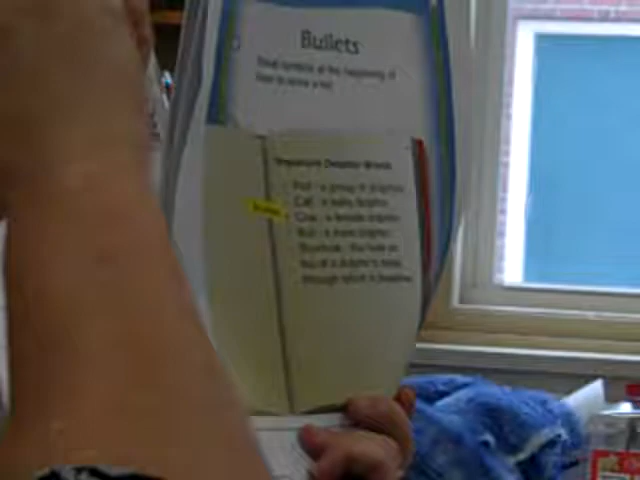 Bullets
Small symbols at the beginning of
lines to show a list
Important Dolphin Words
Pod - a group of dolphins
Calf - a baby dolphin
Cow - a female dolphin
Bull - a male dolphin
Blowhole - the hole on
top of a dolphin's head
through which it breathes